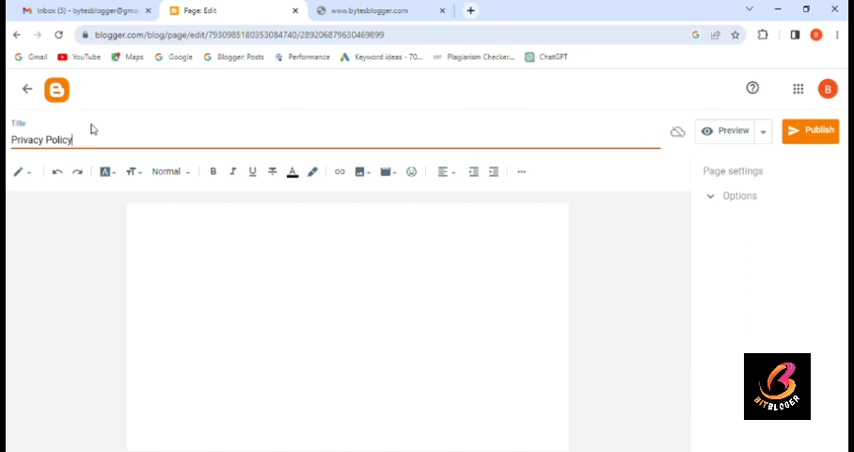 Inbox (5) - bytesblogger@gma
Page: Edit
www.bytesblogger.com
blogger.com/blog/page/edit/7930985180353084740/289206879630469899
Gmail
YouTube
Maps
Google
Blogger: Posts
Performance
Keyword ideas - 70...
Plagiarism Checker...
ChatGPT
B
Title
Privacy Policy
Preview
Publish
Normal
B
I
U
T
A
Page settings
Options
BITBLOGER